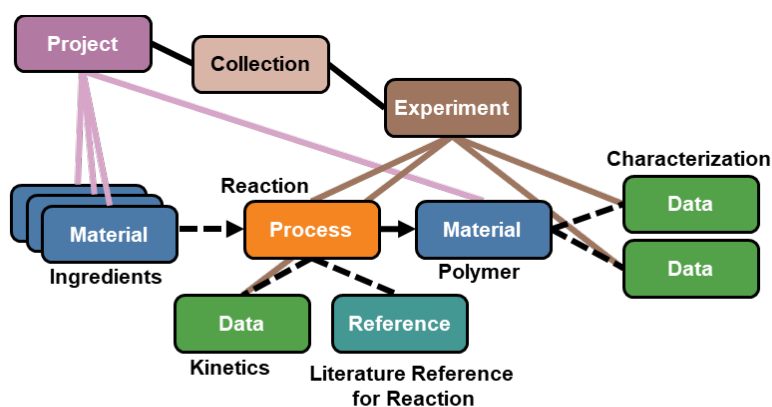 Project
Collection
Experiment
Characterization
Reaction
Data
Material
Process
Material
Ingredients
Polymer
Data
Data
Reference
Kinetics
Literature Reference
for Reaction